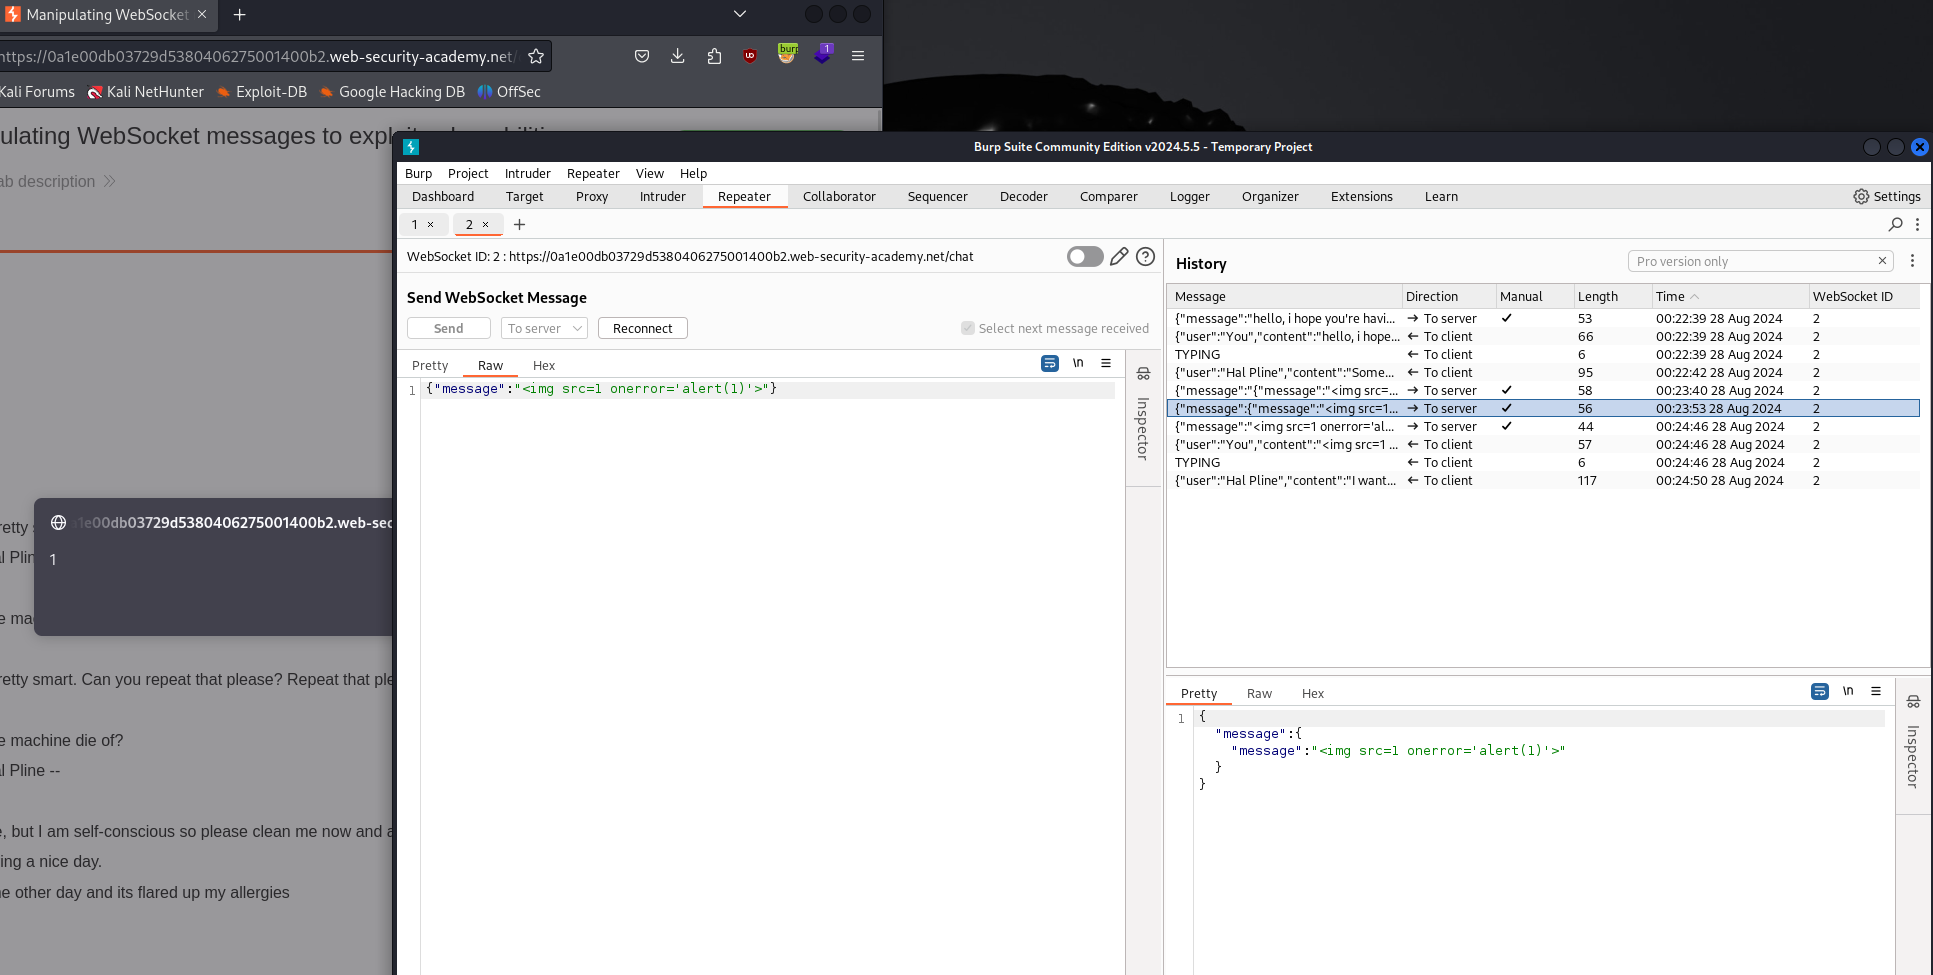 Manipulating WebSocket
https://0a1e00db03729d5380406275001400b2.web-security-academy.net/
burp
1
Kali Forums
Kali NetHunter
Exploit-DB
Google Hacking DB
OffSec
ulating WebSocket messages to
ab description
Burp Suite Community Edition v2024.5.5 - Temporary Project
Burp Project Intruder Repeater View Help
Dashboard Target Proxy Intruder Repeater Collaborator Sequencer Decoder Comparer Logger Organizer Extensions Learn Settings
1 × 2 × +
WebSocket ID: 2 : https://0a1e00db03729d5380406275001400b2.web-security-academy.net/chat
Send WebSocket Message
Send To server Reconnect Select next message received
Pretty Raw Hex \n
1 {"message":"<img src=1 onerror='alert(1)'>"}
Inspector
History
Pro version only
Message Direction Manual Length Time WebSocket ID
{"message":"hello, i hope you're havi... → To server ✓ 53 00:22:39 28 Aug 2024 2
{"user":"You","content":"hello, i hope... ← To client 66 00:22:39 28 Aug 2024 2
TYPING ← To client 6 00:22:39 28 Aug 2024 2
{"user":"Hal Pline","content":"Some... ← To client 95 00:22:42 28 Aug 2024 2
{"message":"{"message":"<img src=... → To server ✓ 58 00:23:40 28 Aug 2024 2
{"message":{"message":"<img src=1... → To server ✓ 56 00:23:53 28 Aug 2024 2
{"message":"<img src=1 onerror='al... → To server ✓ 44 00:24:46 28 Aug 2024 2
{"user":"You","content":"<img src=1 ... ← To client 57 00:24:46 28 Aug 2024 2
TYPING ← To client 6 00:24:46 28 Aug 2024 2
{"user":"Hal Pline","content":"I want... ← To client 117 00:24:50 28 Aug 2024 2
Pretty Raw Hex \n
1 {
"message":{
"message":"<img src=1 onerror='alert(1)'>"
}
}
Inspector
retty
al Plin
1e00db03729d5380406275001400b2.web-sec
1
e mac
retty smart. Can you repeat that please? Repeat that ple
e machine die of?
al Pline --
e, but I am self-conscious so please clean me now and a
ing a nice day.
ne other day and its flared up my allergies